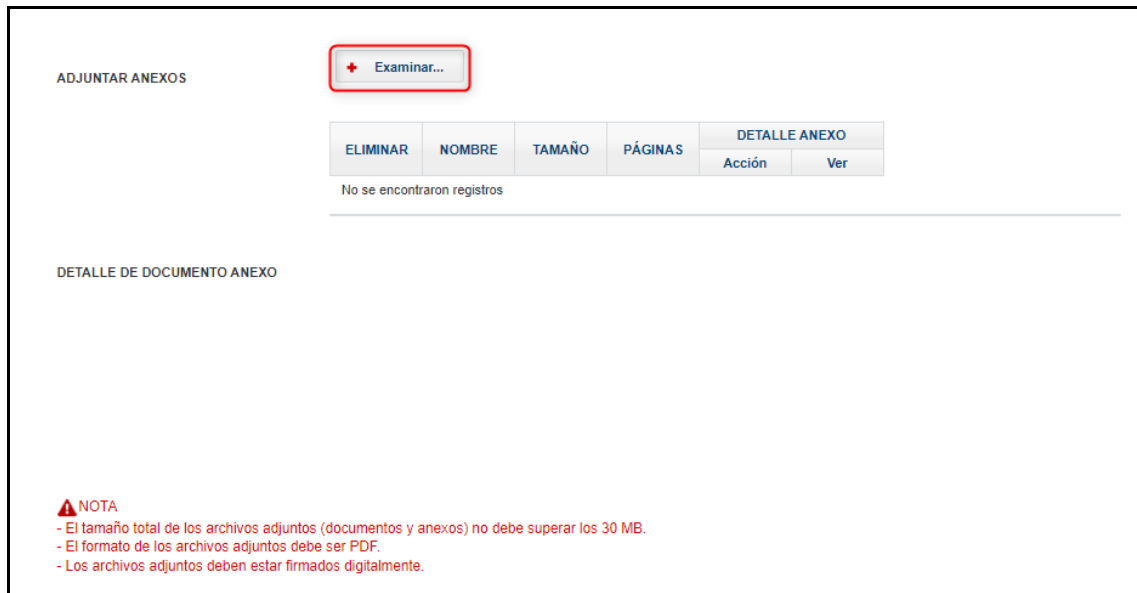 ADJUNTAR ANEXOS
Examinar...
ELIMINAR NOMBRE TAMAÑO PÁGINAS DETALLE ANEXO
Acción Ver
No se encontraron registros
DETALLE DE DOCUMENTO ANEXO
NOTA
- El tamaño total de los archivos adjuntos (documentos y anexos) no debe superar los 30 MB.
- El formato de los archivos adjuntos debe ser PDF.
- Los archivos adjuntos deben estar firmados digitalmente.